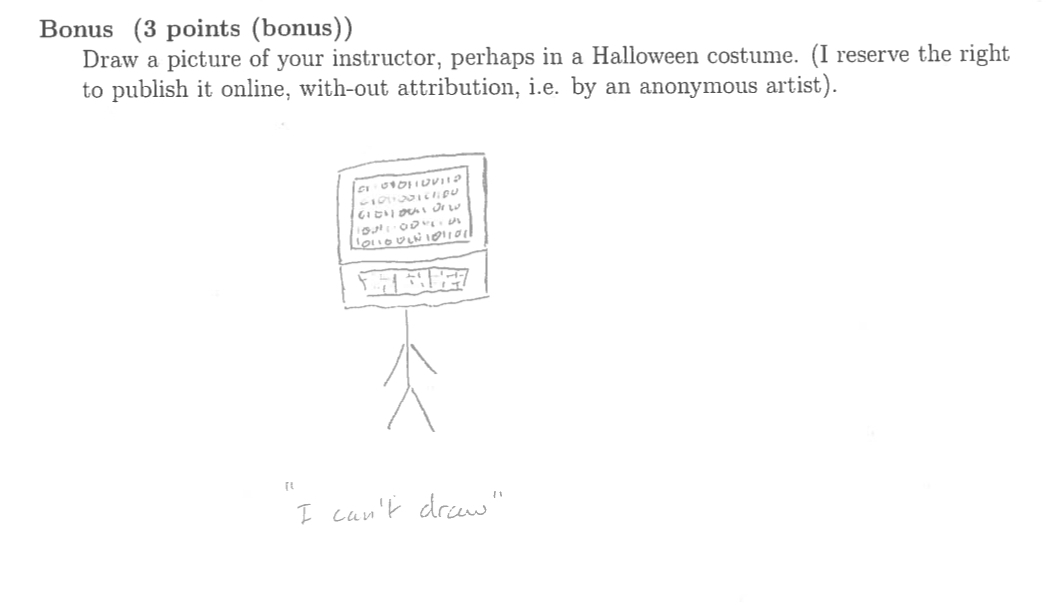 Bonus (3 points (bonus))
Draw a picture of your instructor, perhaps in a Halloween costume. (I reserve the right
to publish it online, with-out attribution, i.e. by an anonymous artist).
"I can't draw"